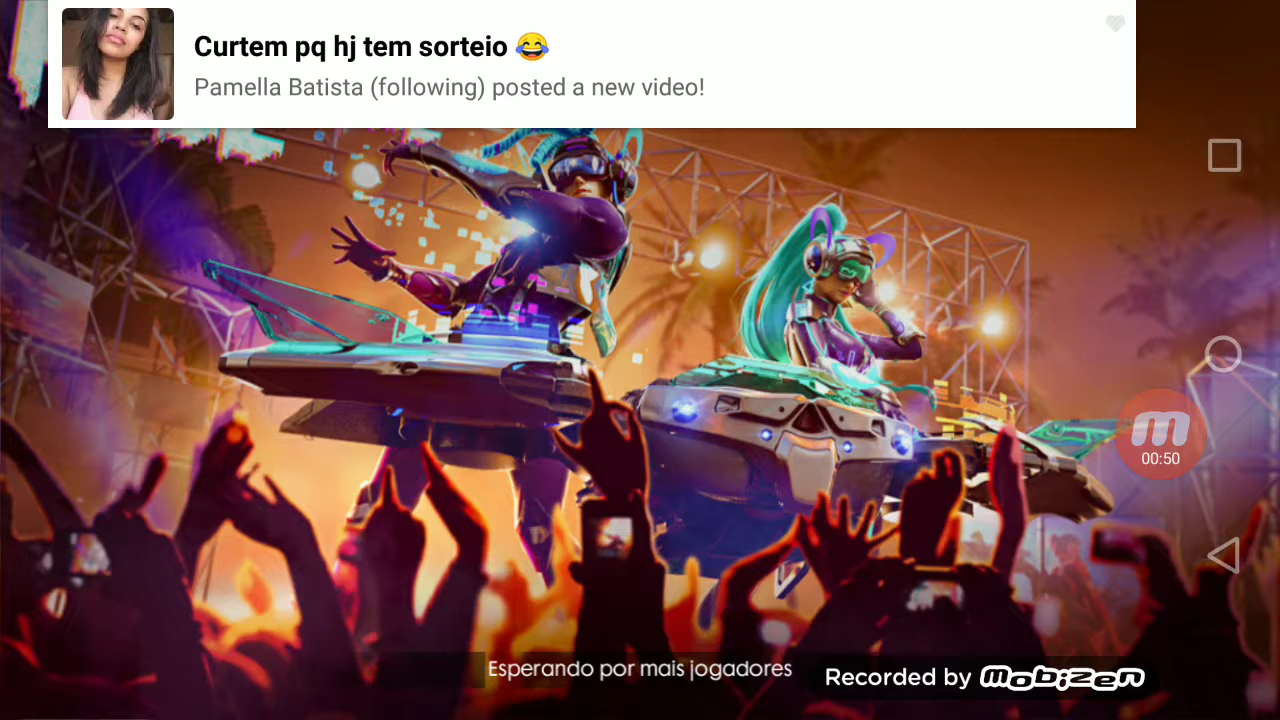 Curtem pq hj tem sorteio 😂
Pamella Batista (following) posted a new video!
m
00:50
Esperando por mais jogadores
Recorded by mobizen